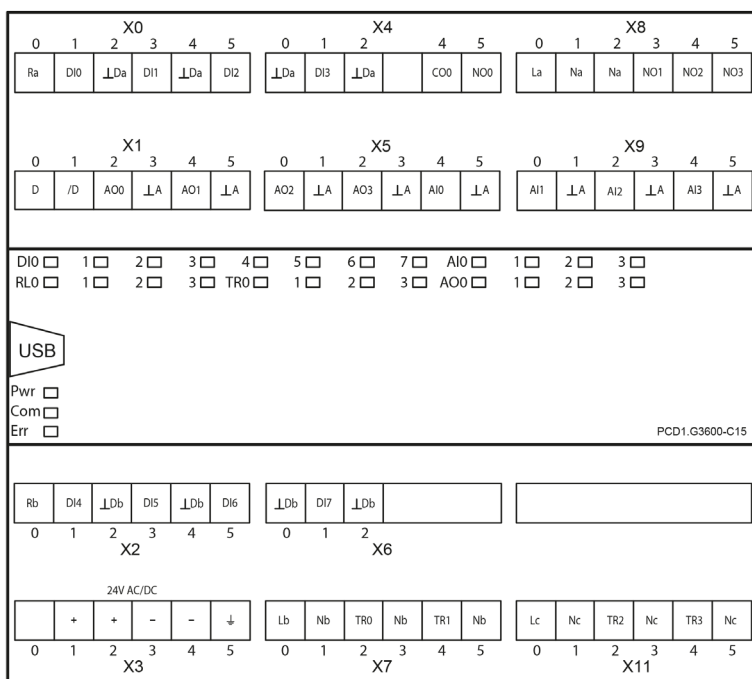 X0 X4 X8
0 1 2 3 4 5 0 1 2 4 5 0 1 2 3 4 5
Ra DI0 ⊥Da DI1 ⊥Da DI2 ⊥Da DI3 ⊥Da CO0 NO0 La Na Na NO1 NO2 NO3
X1 X5 X9
0 1 2 3 4 5 0 1 2 3 4 5 0 1 2 3 4 5
D /D AO0 ⊥A AO1 ⊥A AO2 ⊥A AO3 ⊥A AI0 ⊥A AI1 ⊥A AI2 ⊥A AI3 ⊥A
DI0 1 2 3 4 5 6 7 AI0 1 2 3
RL0 1 2 3 TR0 1 2 3 AO0 1 2 3
USB
Pwr
Com
Err PCD1.G3600-C15
Rb DI4 ⊥Db DI5 ⊥Db DI6 ⊥Db DI7 ⊥Db
0 1 2 3 4 5 0 1 2
X2 X6
24V AC/DC
+ + - - ⏚ Lb Nb TR0 Nb TR1 Nb Lc Nc TR2 Nc TR3 Nc
0 1 2 3 4 5 0 1 2 3 4 5 0 1 2 3 4 5
X3 X7 X11